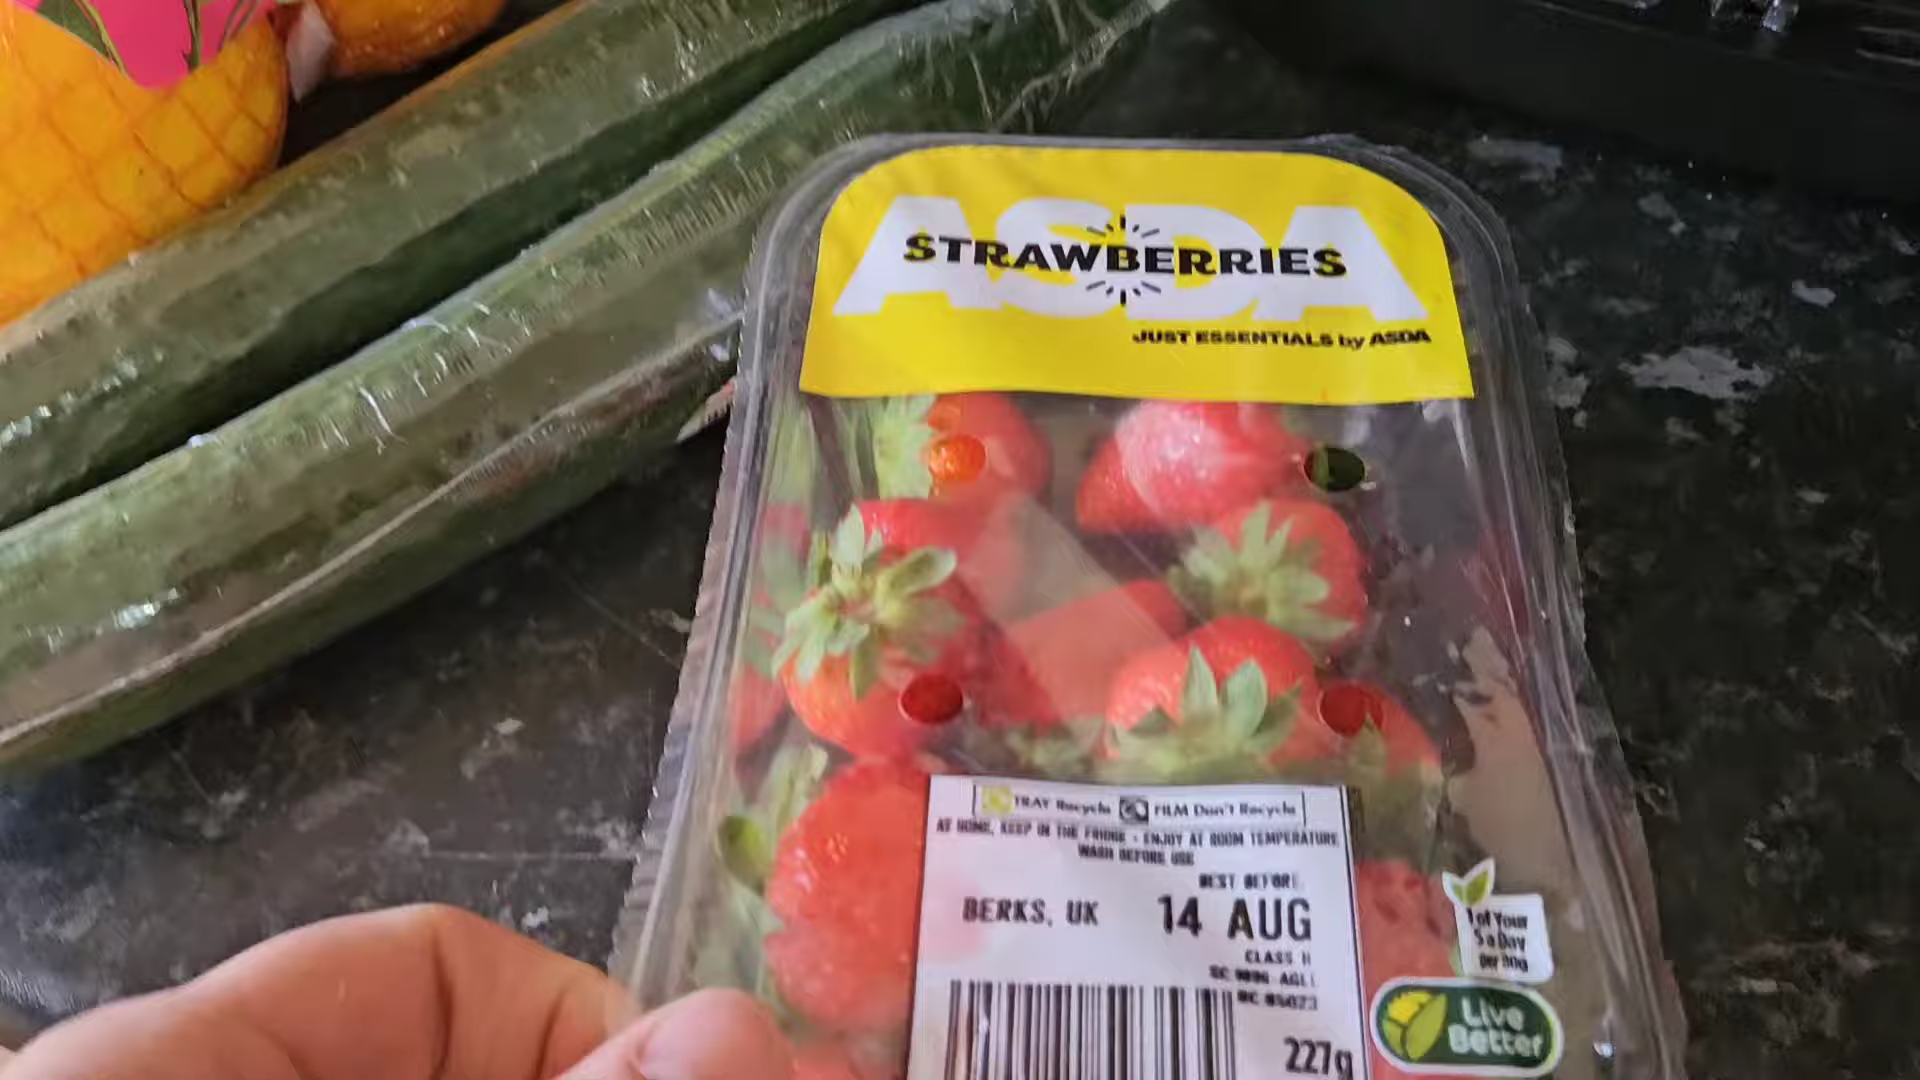 ASDA
STRAWBERRIES
JUST ESSENTIALS by ASDA
TRAY Recycle FILM Don't Recycle
AT HOME, KEEP IN THE FRIDGE - ENJOY AT ROOM TEMPERATURE
WASH BEFORE USE
BEST BEFORE
BERKS, UK 14 AUG
CLASS II
1 of Your
5 a Day
per 80g
227g
Live
Better